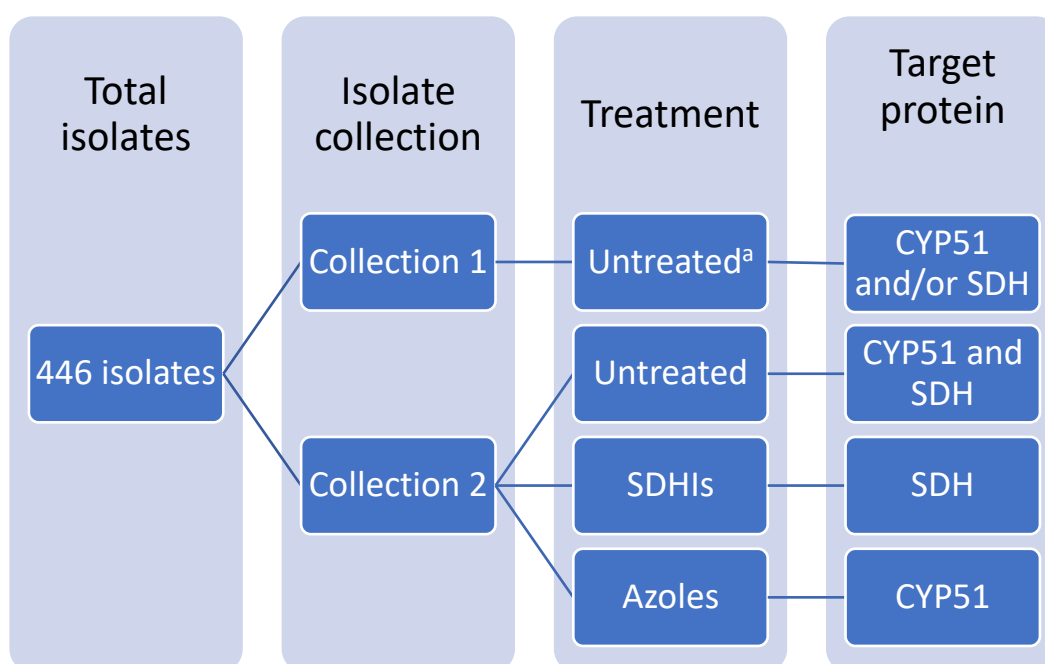 Total
isolates
Isolate
collection
Treatment
Target
protein
446 isolates
Collection 1
Collection 2
Untreatedᵃ
Untreated
SDHIs
Azoles
CYP51
and/or SDH
CYP51 and
SDH
SDH
CYP51